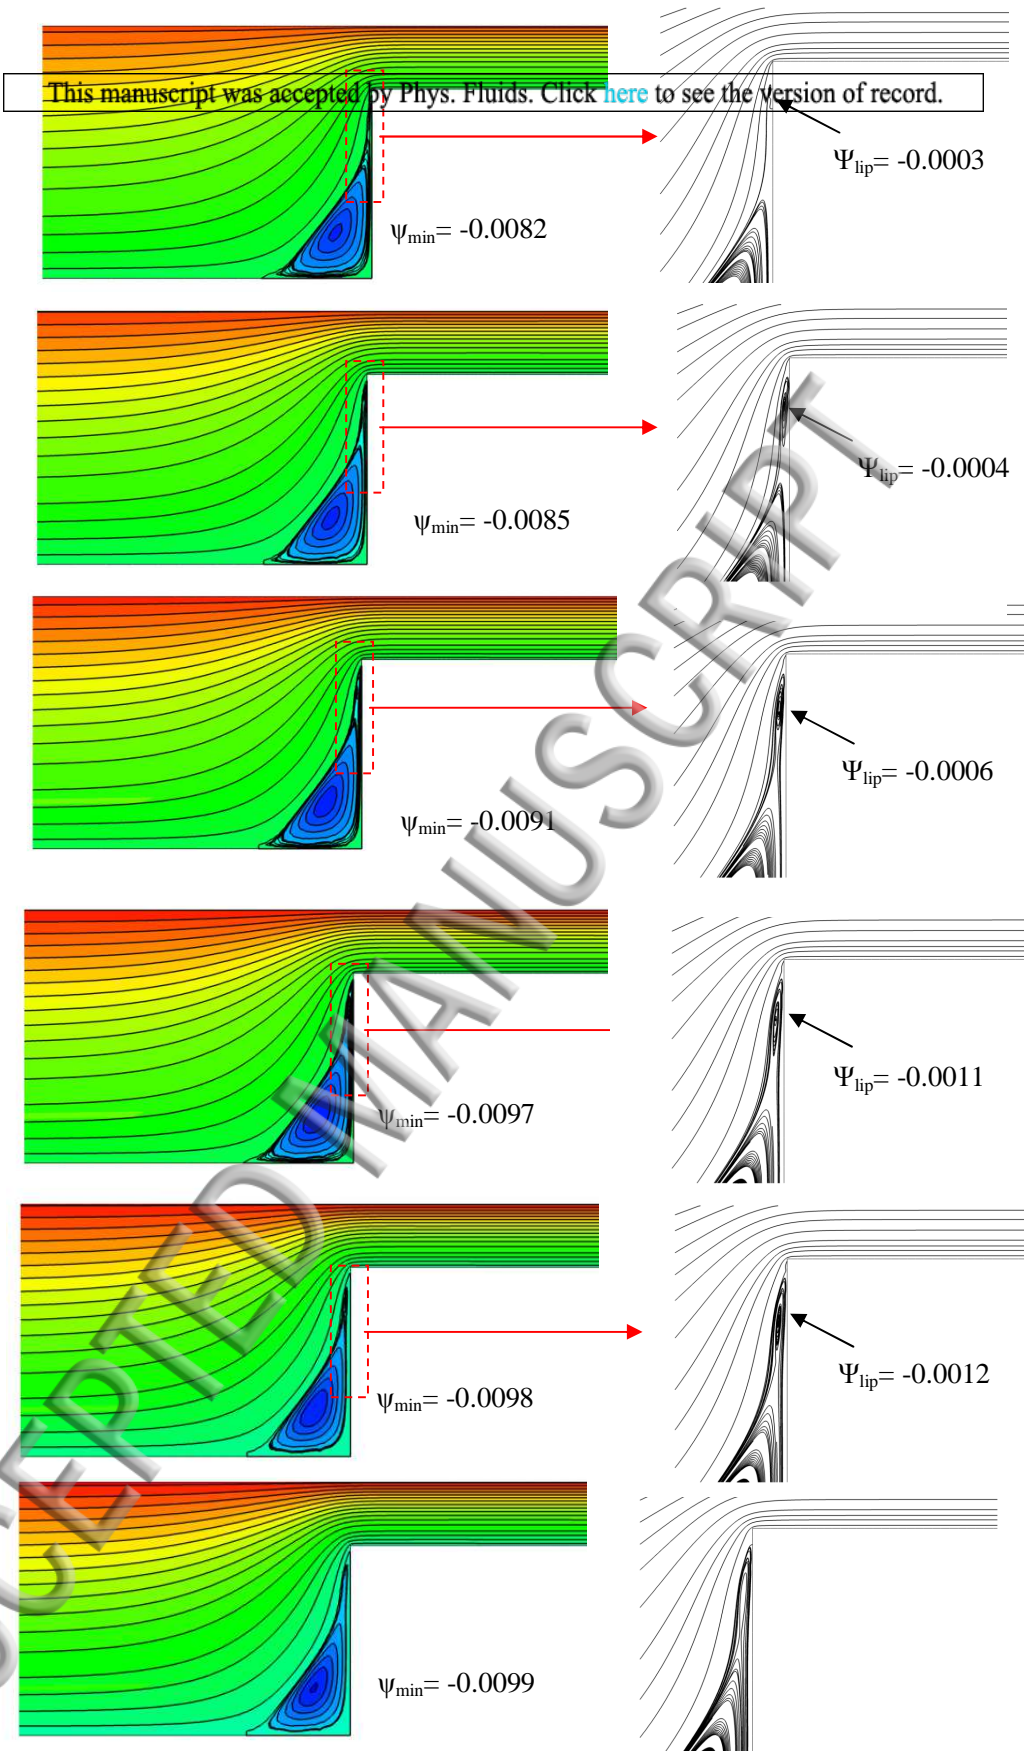 This manuscript was accepted by Phys. Fluids. Click here to see the version of record.
Ψlip= -0.0003
ψmin= -0.0082
Ψlip= -0.0004
ψmin= -0.0085
Ψlip= -0.0006
ψmin= -0.0091
Ψlip= -0.0011
ψmin= -0.0097
Ψlip= -0.0012
ψmin= -0.0098
ψmin= -0.0099
CCEPTED MANUSCRIPT